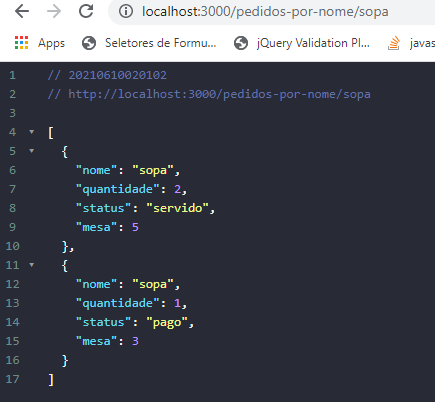 localhost:3000/pedidos-por-nome/sopa
Apps Seletores de Formu... jQuery Validation Pl... javas
1 // 20210610020102
2 // http://localhost:3000/pedidos-por-nome/sopa
3
4 [
5 {
6 "nome": "sopa",
7 "quantidade": 2,
8 "status": "servido",
9 "mesa": 5
10 },
11 {
12 "nome": "sopa",
13 "quantidade": 1,
14 "status": "pago",
15 "mesa": 3
16 }
17 ]